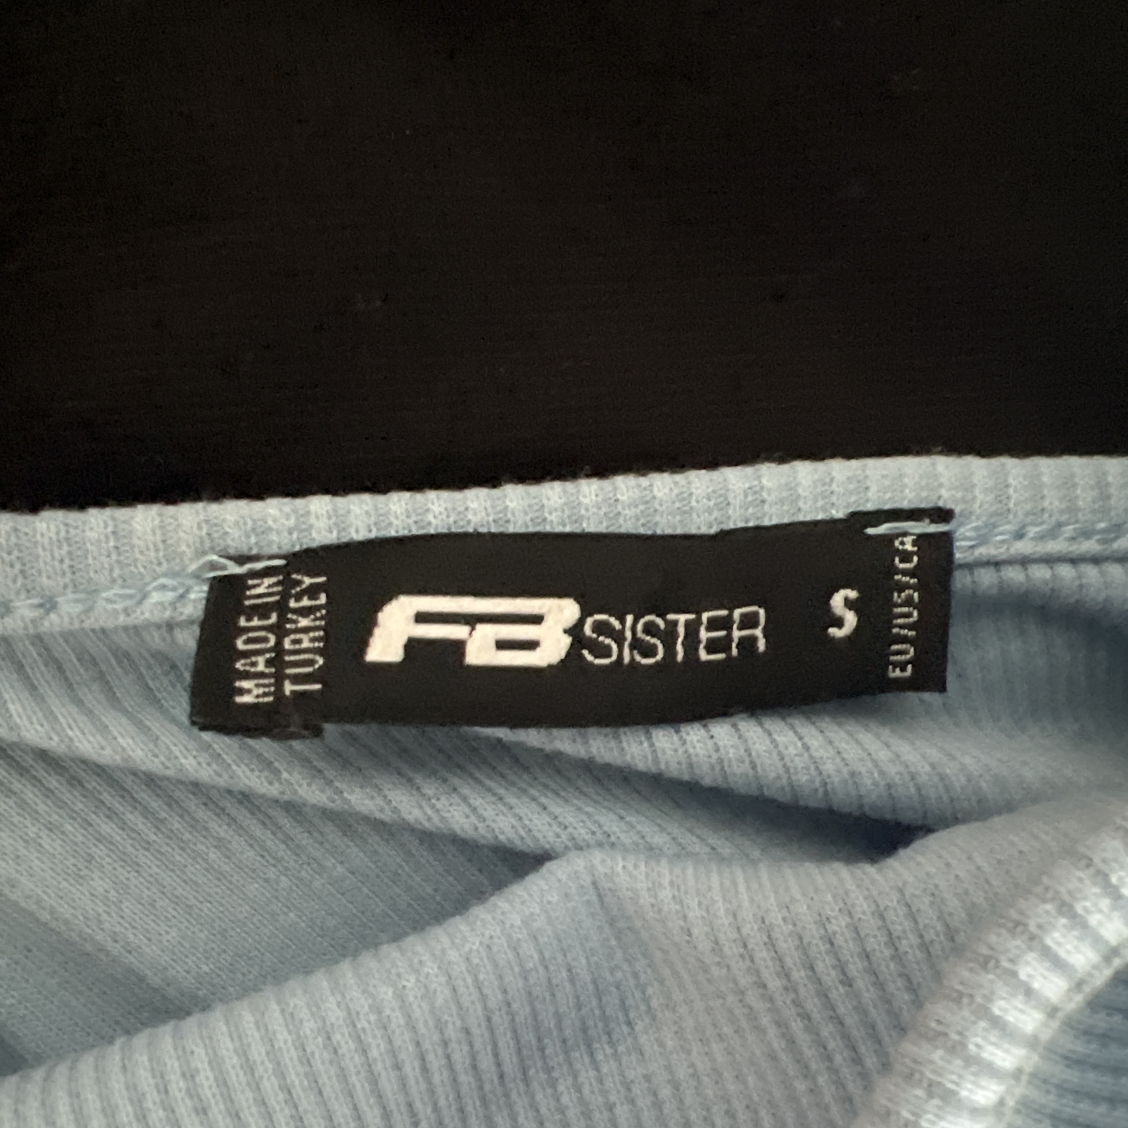 MADE IN
TURKEY
FB SISTER
S
EU/US/CA